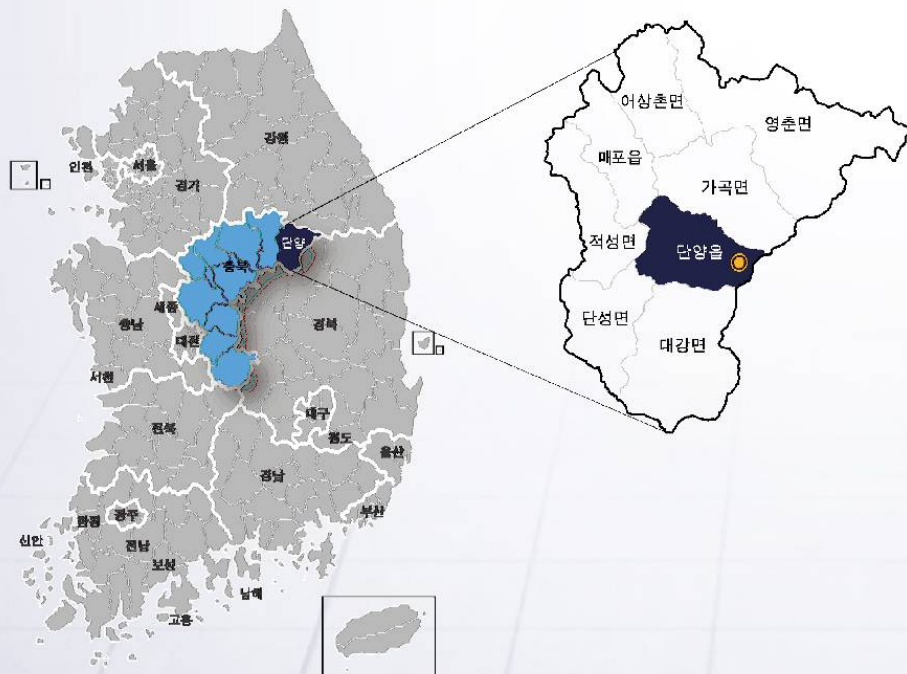 강원
서울
인천
경기
단양
충북
세종
충남
대전
경북
서천
전북
대구
청도
울산
경남
부산
함평
광주
신안
전남
보성
남해
고흥
어상촌면
영춘면
매포읍
가곡면
적성면
단양읍
단성면
대강면